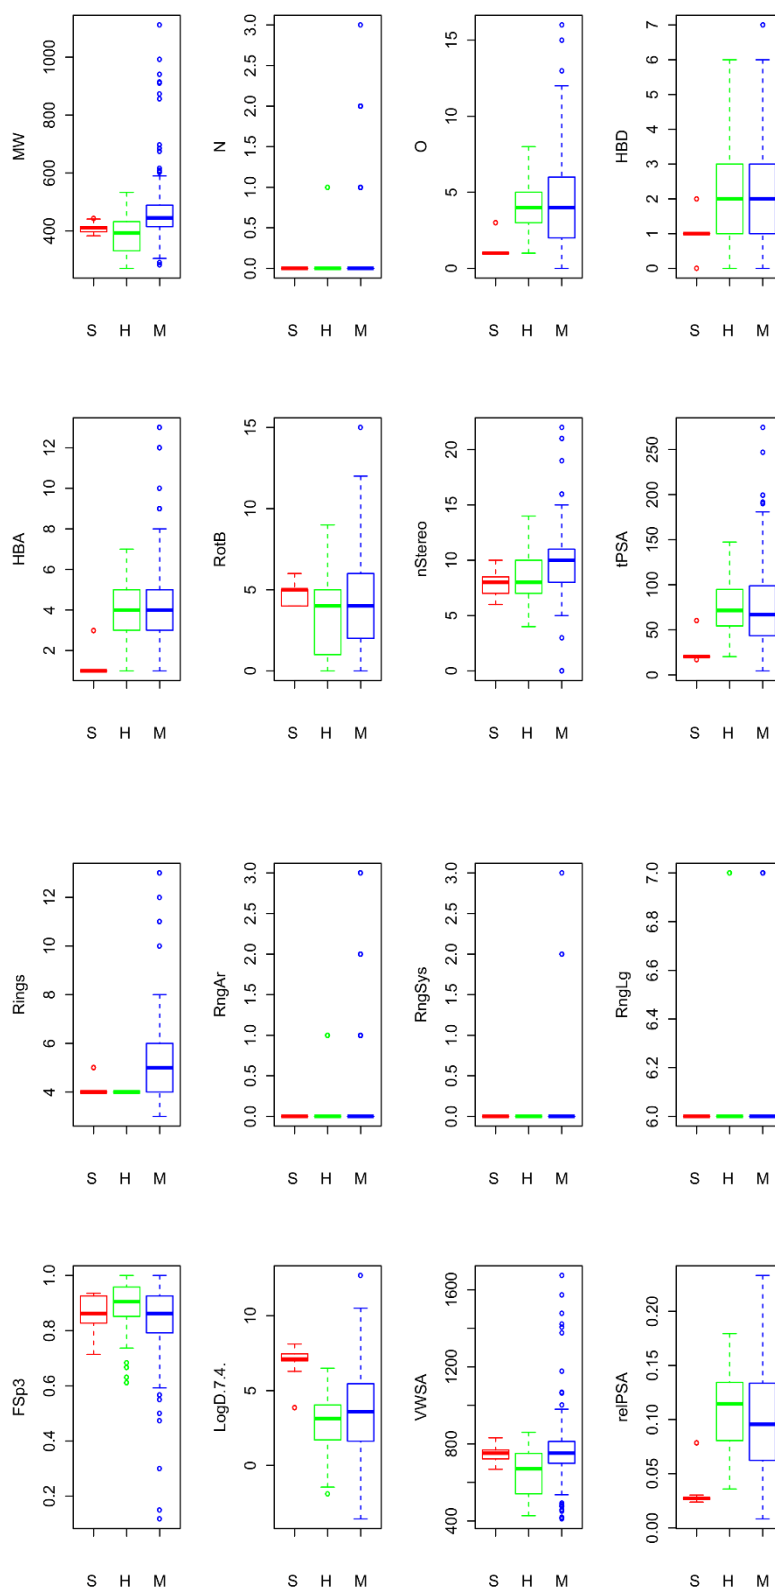 MW
400 600 800 1000
S H M
N
0.0 0.5 1.0 1.5 2.0 2.5 3.0
S H M
O
0 5 10 15
S H M
HBD
0 1 2 3 4 5 6 7
S H M
HBA
2 4 6 8 10 12
S H M
RotB
0 5 10 15
S H M
nStereo
0 5 10 15 20
S H M
tPSA
0 50 100 150 200 250
S H M
Rings
4 6 8 10 12
S H M
RngAr
0.0 0.5 1.0 1.5 2.0 2.5 3.0
S H M
RngSys
0.0 0.5 1.0 1.5 2.0 2.5 3.0
S H M
RngLg
6.0 6.2 6.4 6.6 6.8 7.0
S H M
FSp3
0.2 0.4 0.6 0.8 1.0
S H M
LogD.7.4.
0 5 10
S H M
VWSA
400 800 1200 1600
S H M
relPSA
0.00 0.05 0.10 0.15 0.20
S H M